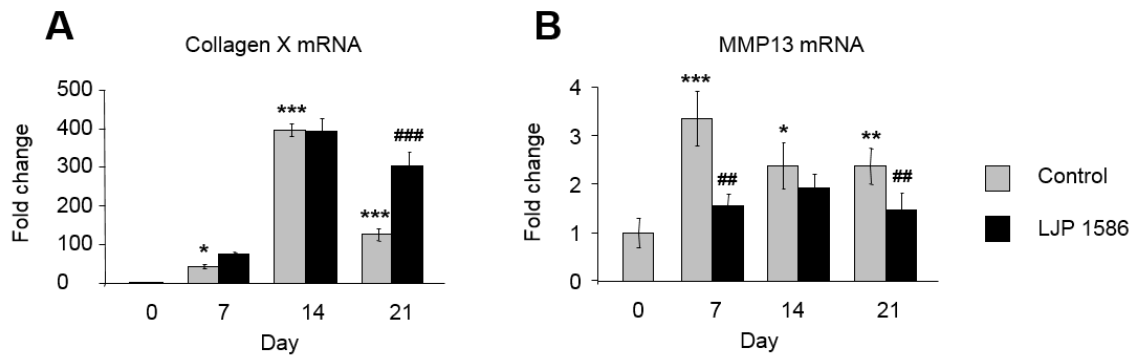 A
Collagen X mRNA
Fold change
500
400
300
200
100
0
***
###
***
*
0 7 14 21
Day
B
MMP13 mRNA
Fold change
4
3
2
1
0
***
*
**
##
##
0 7 14 21
Day
Control
LJP 1586